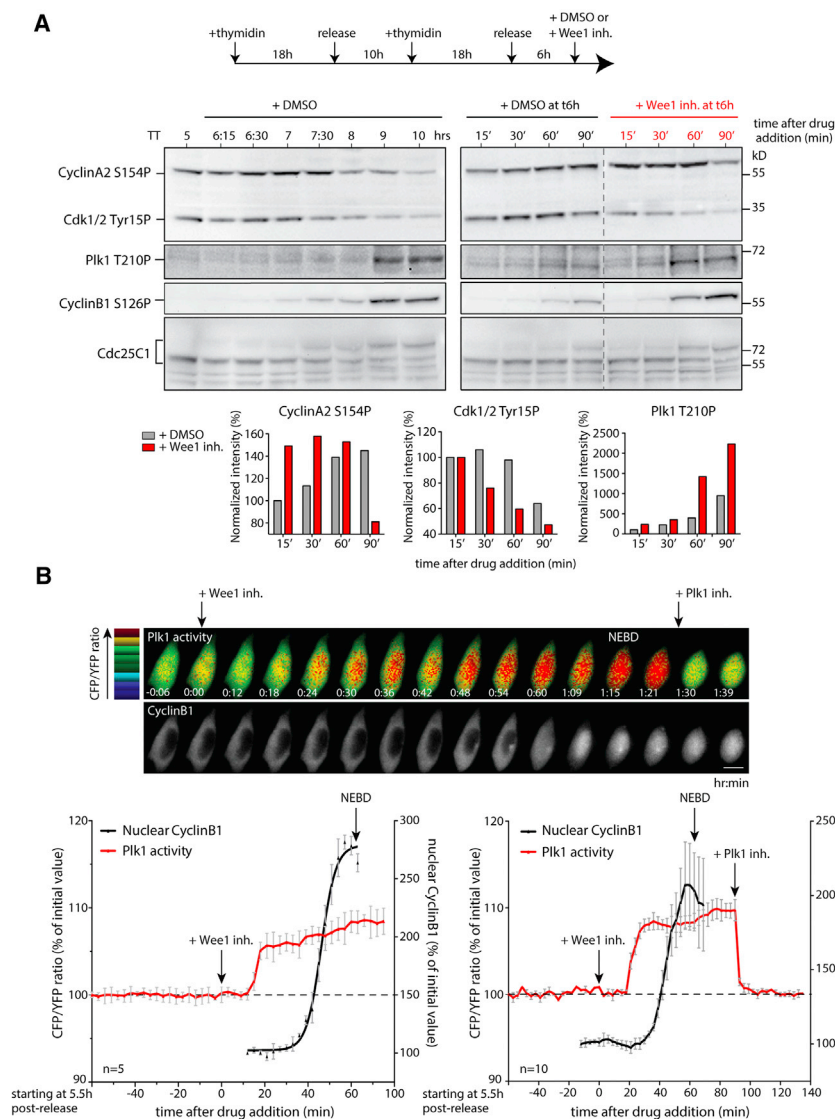 A
+thymidin
release
+thymidin
release
+ DMSO or
+ Wee1 inh.
18h
10h
18h
6h
+ DMSO
+ DMSO at t6h
+ Wee1 inh. at t6h
time after drug
addition (min)
TT 5 6:15 6:30 7 7:30 8 9 10 hrs
15' 30' 60' 90'
15' 30' 60' 90'
kD
CyclinA2 S154P
55
Cdk1/2 Tyr15P
35
Plk1 T210P
72
CyclinB1 S126P
55
Cdc25C1
72
55
+ DMSO
+ Wee1 inh.
CyclinA2 S154P
Normalized intensity (%)
160
140
120
100
80
15' 30' 60' 90'
Cdk1/2 Tyr15P
Normalized intensity (%)
120
100
80
60
40
15' 30' 60' 90'
Plk1 T210P
Normalized intensity (%)
2500
2000
1500
1000
500
0
15' 30' 60' 90'
time after drug addition (min)
B
+ Wee1 inh.
+ Plk1 inh.
CFP/YFP ratio
Plk1 activity
NEBD
-0:06 0:00 0:12 0:18 0:24 0:30 0:36 0:42 0:48 0:54 0:60 1:09 1:15 1:21 1:30 1:39
CyclinB1
hr:min
NEBD
Nuclear CyclinB1
Plk1 activity
+ Wee1 inh.
CFP/YFP ratio (% of initial value)
120
110
100
90
nuclear CyclinB1 (% of initial value)
300
250
200
150
100
n=5
-40 -20 0 20 40 60 80 100
starting at 5.5h
post-release
time after drug addition (min)
NEBD
Nuclear CyclinB1
Plk1 activity
+ Plk1 inh.
+ Wee1 inh.
CFP/YFP ratio (% of initial value)
120
110
100
90
250
200
150
100
n=10
-40 -20 0 20 40 60 80 100 120 140
starting at 5.5h
post-release
time after drug addition (min)